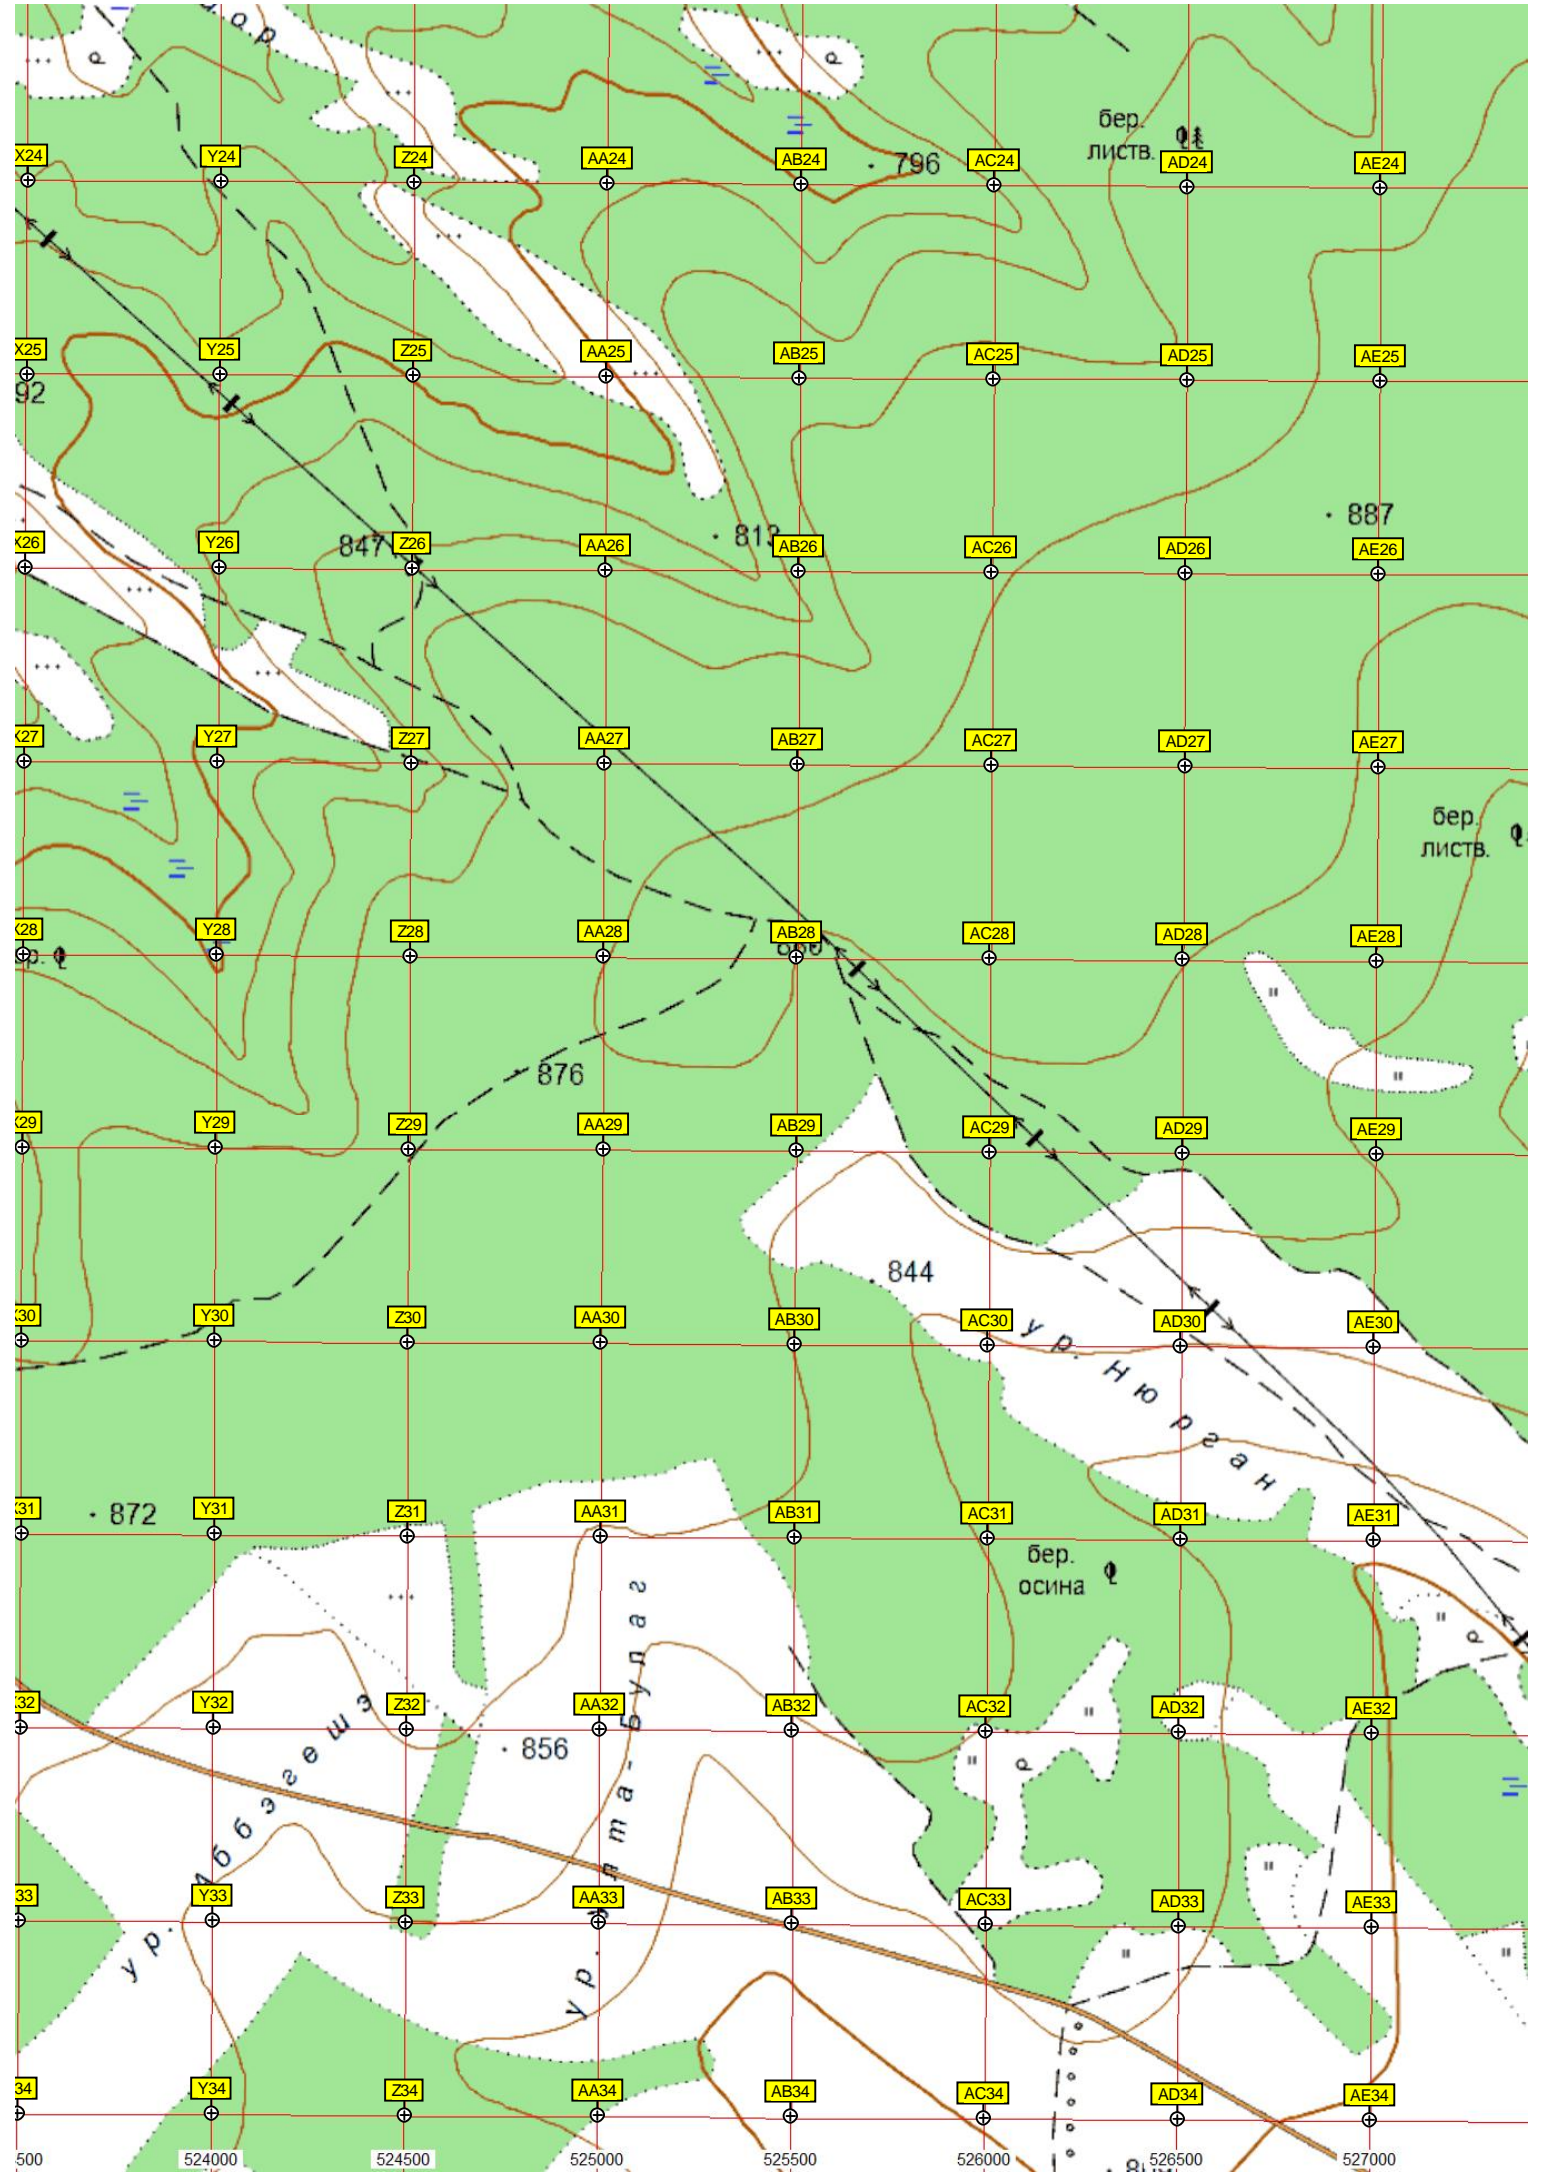 р
р
бер.
листв.
796
X24 Y24 Z24 AA24 AB24 AC24 AD24 AE24
X25 Y25 Z25 AA25 AB25 AC25 AD25 AE25
92
887
847
813
X26 Y26 Z26 AA26 AB26 AC26 AD26 AE26
X27 Y27 Z27 AA27 AB27 AC27 AD27 AE27
бер.
листв.
X28 Y28 Z28 AA28 AB28 AC28 AD28 AE28
876
X29 Y29 Z29 AA29 AB29 AC29 AD29 AE29
844
X30 Y30 Z30 AA30 AB30 AC30 AD30 AE30
ур. Нюрган
872
X31 Y31 Z31 AA31 AB31 AC31 AD31 AE31
бер.
осина
р
X32 Y32 Z32 AA32 AB32 AC32 AD32 AE32
856
р
33 Y33 Z33 AA33 AB33 AC33 AD33 AE33
34 Y34 Z34 AA34 AB34 AC34 AD34 AE34
500 524000 524500 525000 525500 526000 526500 527000